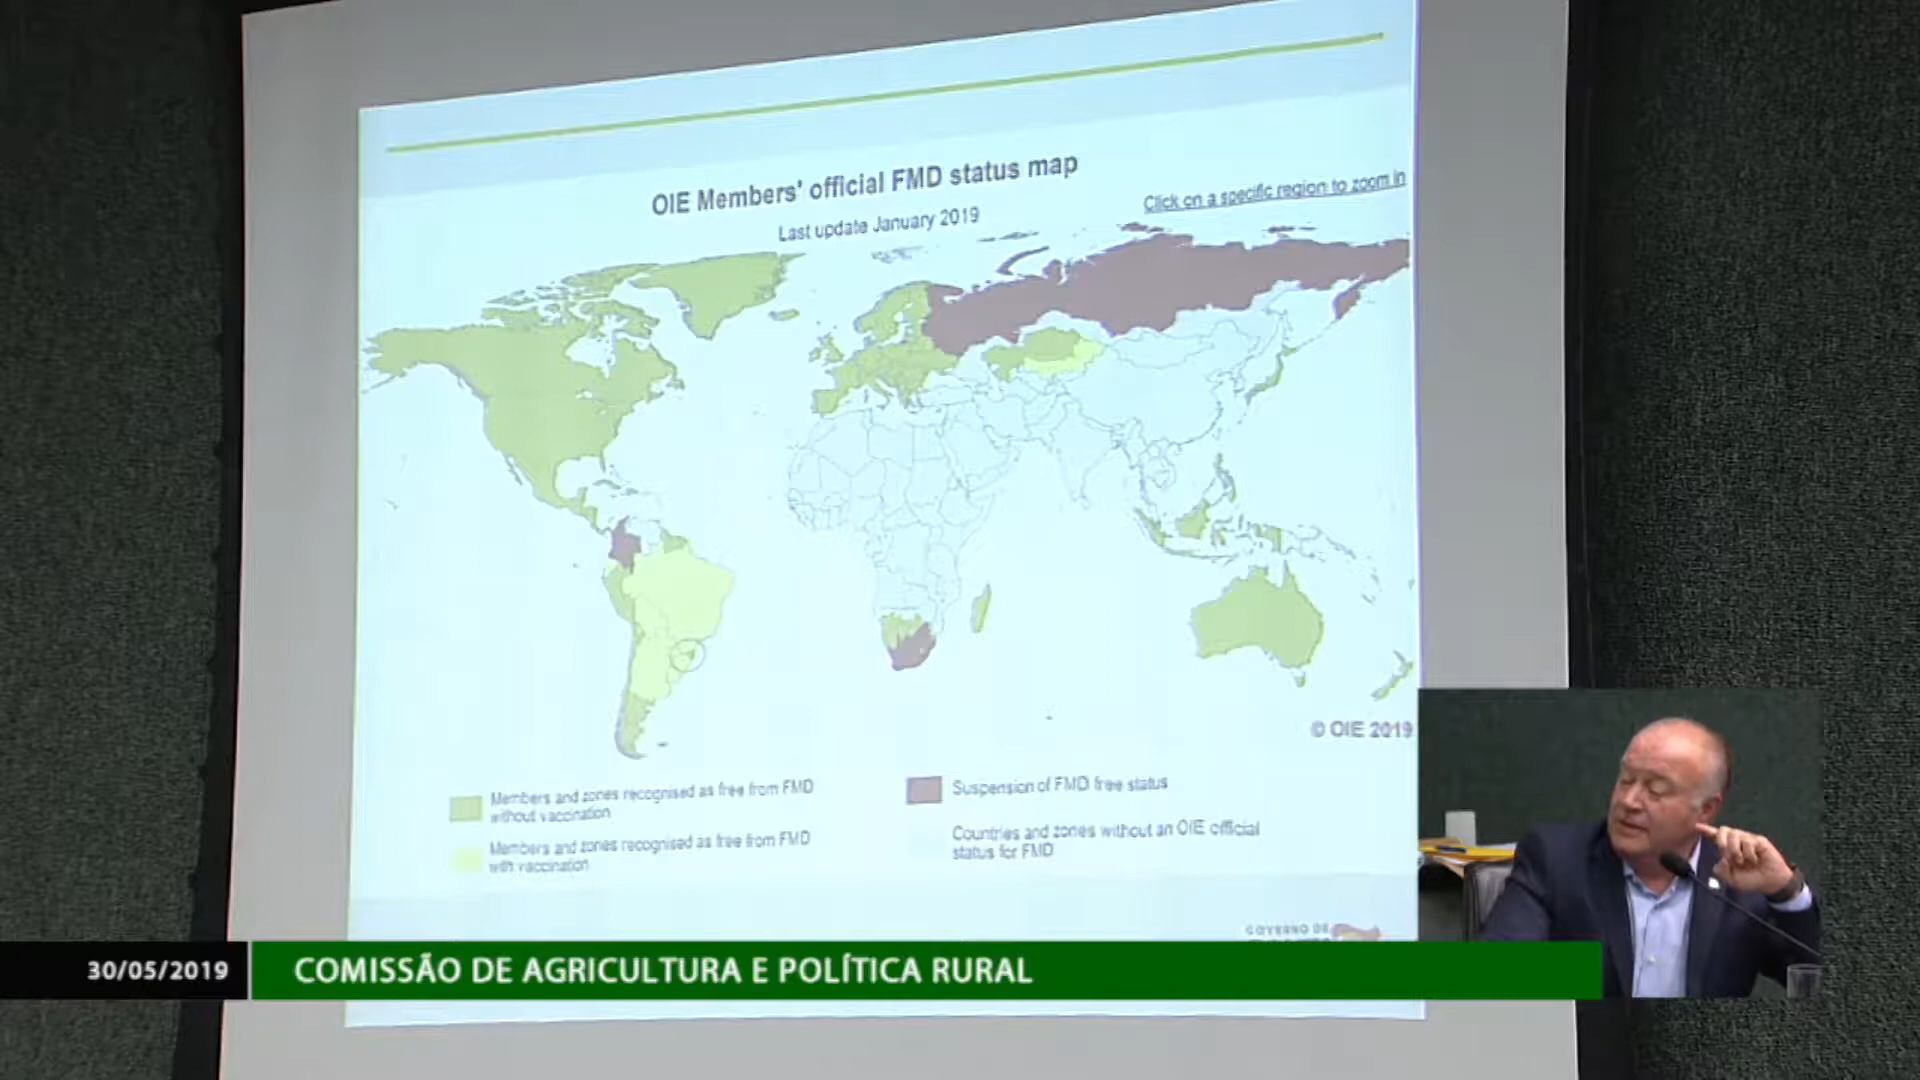 OIE Members' official FMD status map
Last update January 2019
Click on a specific region to zoom in
© OIE 2019
Members and zones recognised as free from FMD
without vaccination
Members and zones recognised as free from FMD
with vaccination
Suspension of FMD free status
Countries and zones without an OIE official
status for FMD
GOVERNO DE
30/05/2019
COMISSÃO DE AGRICULTURA E POLÍTICA RURAL